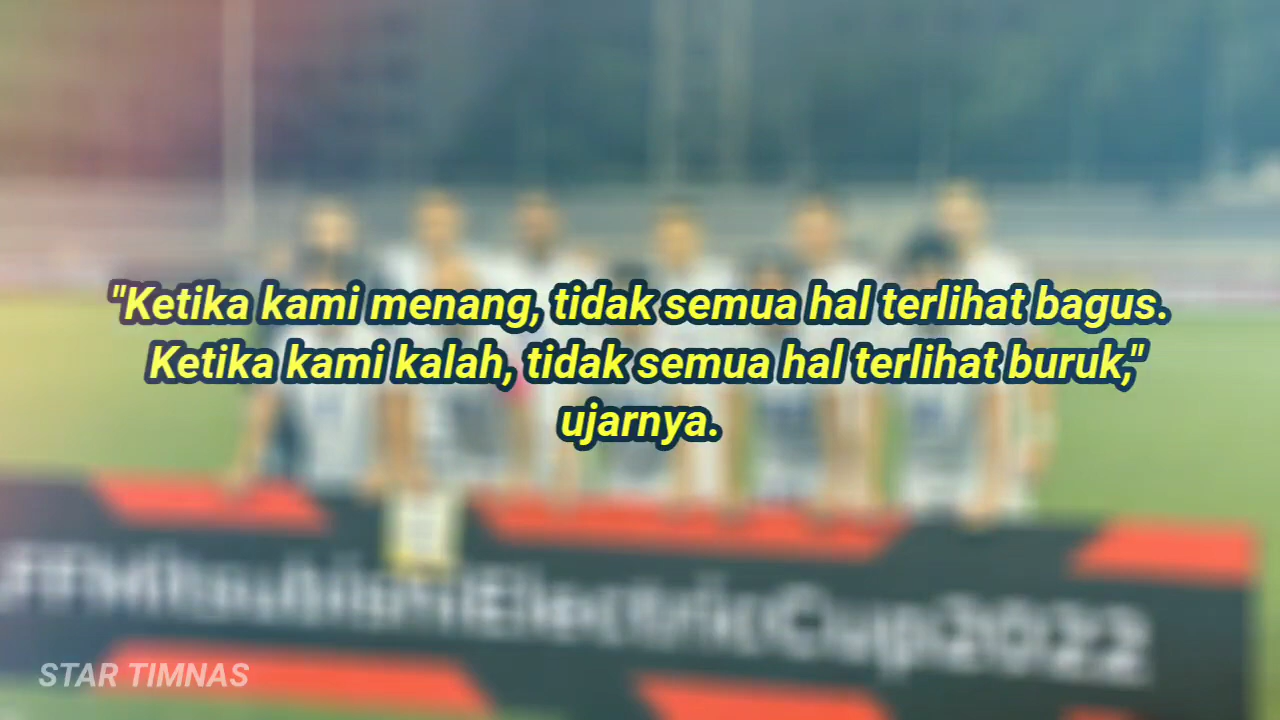 "Ketika kami menang, tidak semua hal terlihat bagus.
Ketika kami kalah, tidak semua hal terlihat buruk,"
ujarnya.
MitsubishiElectricCup2022
STAR TIMNAS